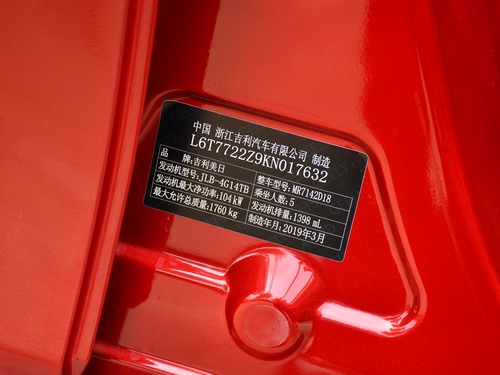 中国 浙江吉利汽车有限公司 制造
L6T7722Z9KN017632
品 牌:吉利美日 整车型号:MR7142D18
发动机型号:JLB-4G14TB 乘坐人数:5
发动机最大净功率:104 kW 发动机排量:1398 mL
最大允许总质量:1760 kg 制造年月:2019年3月